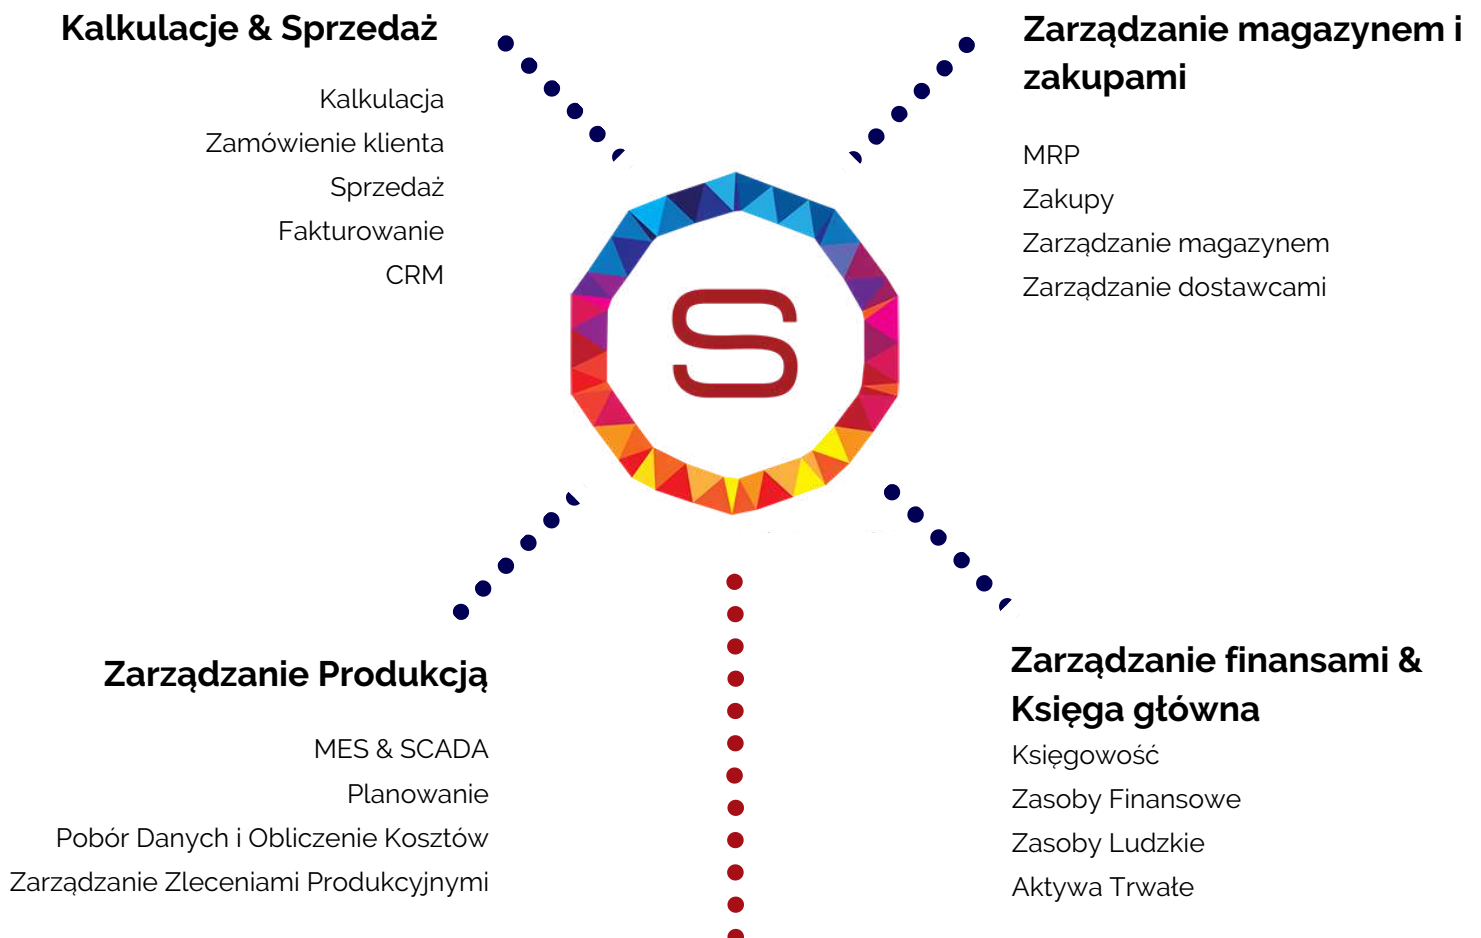 Kalkulacje & Sprzedaż
Kalkulacja
Zamówienie klienta
Sprzedaż
Fakturowanie
CRM
Zarządzanie magazynem i
zakupami
MRP
Zakupy
Zarządzanie magazynem
Zarządzanie dostawcami
S
Zarządzanie Produkcją
MES & SCADA
Planowanie
Pobór Danych i Obliczenie Kosztów
Zarządzanie Zleceniami Produkcyjnymi
Zarządzanie finansami &
Księga główna
Księgowość
Zasoby Finansowe
Zasoby Ludzkie
Aktywa Trwałe